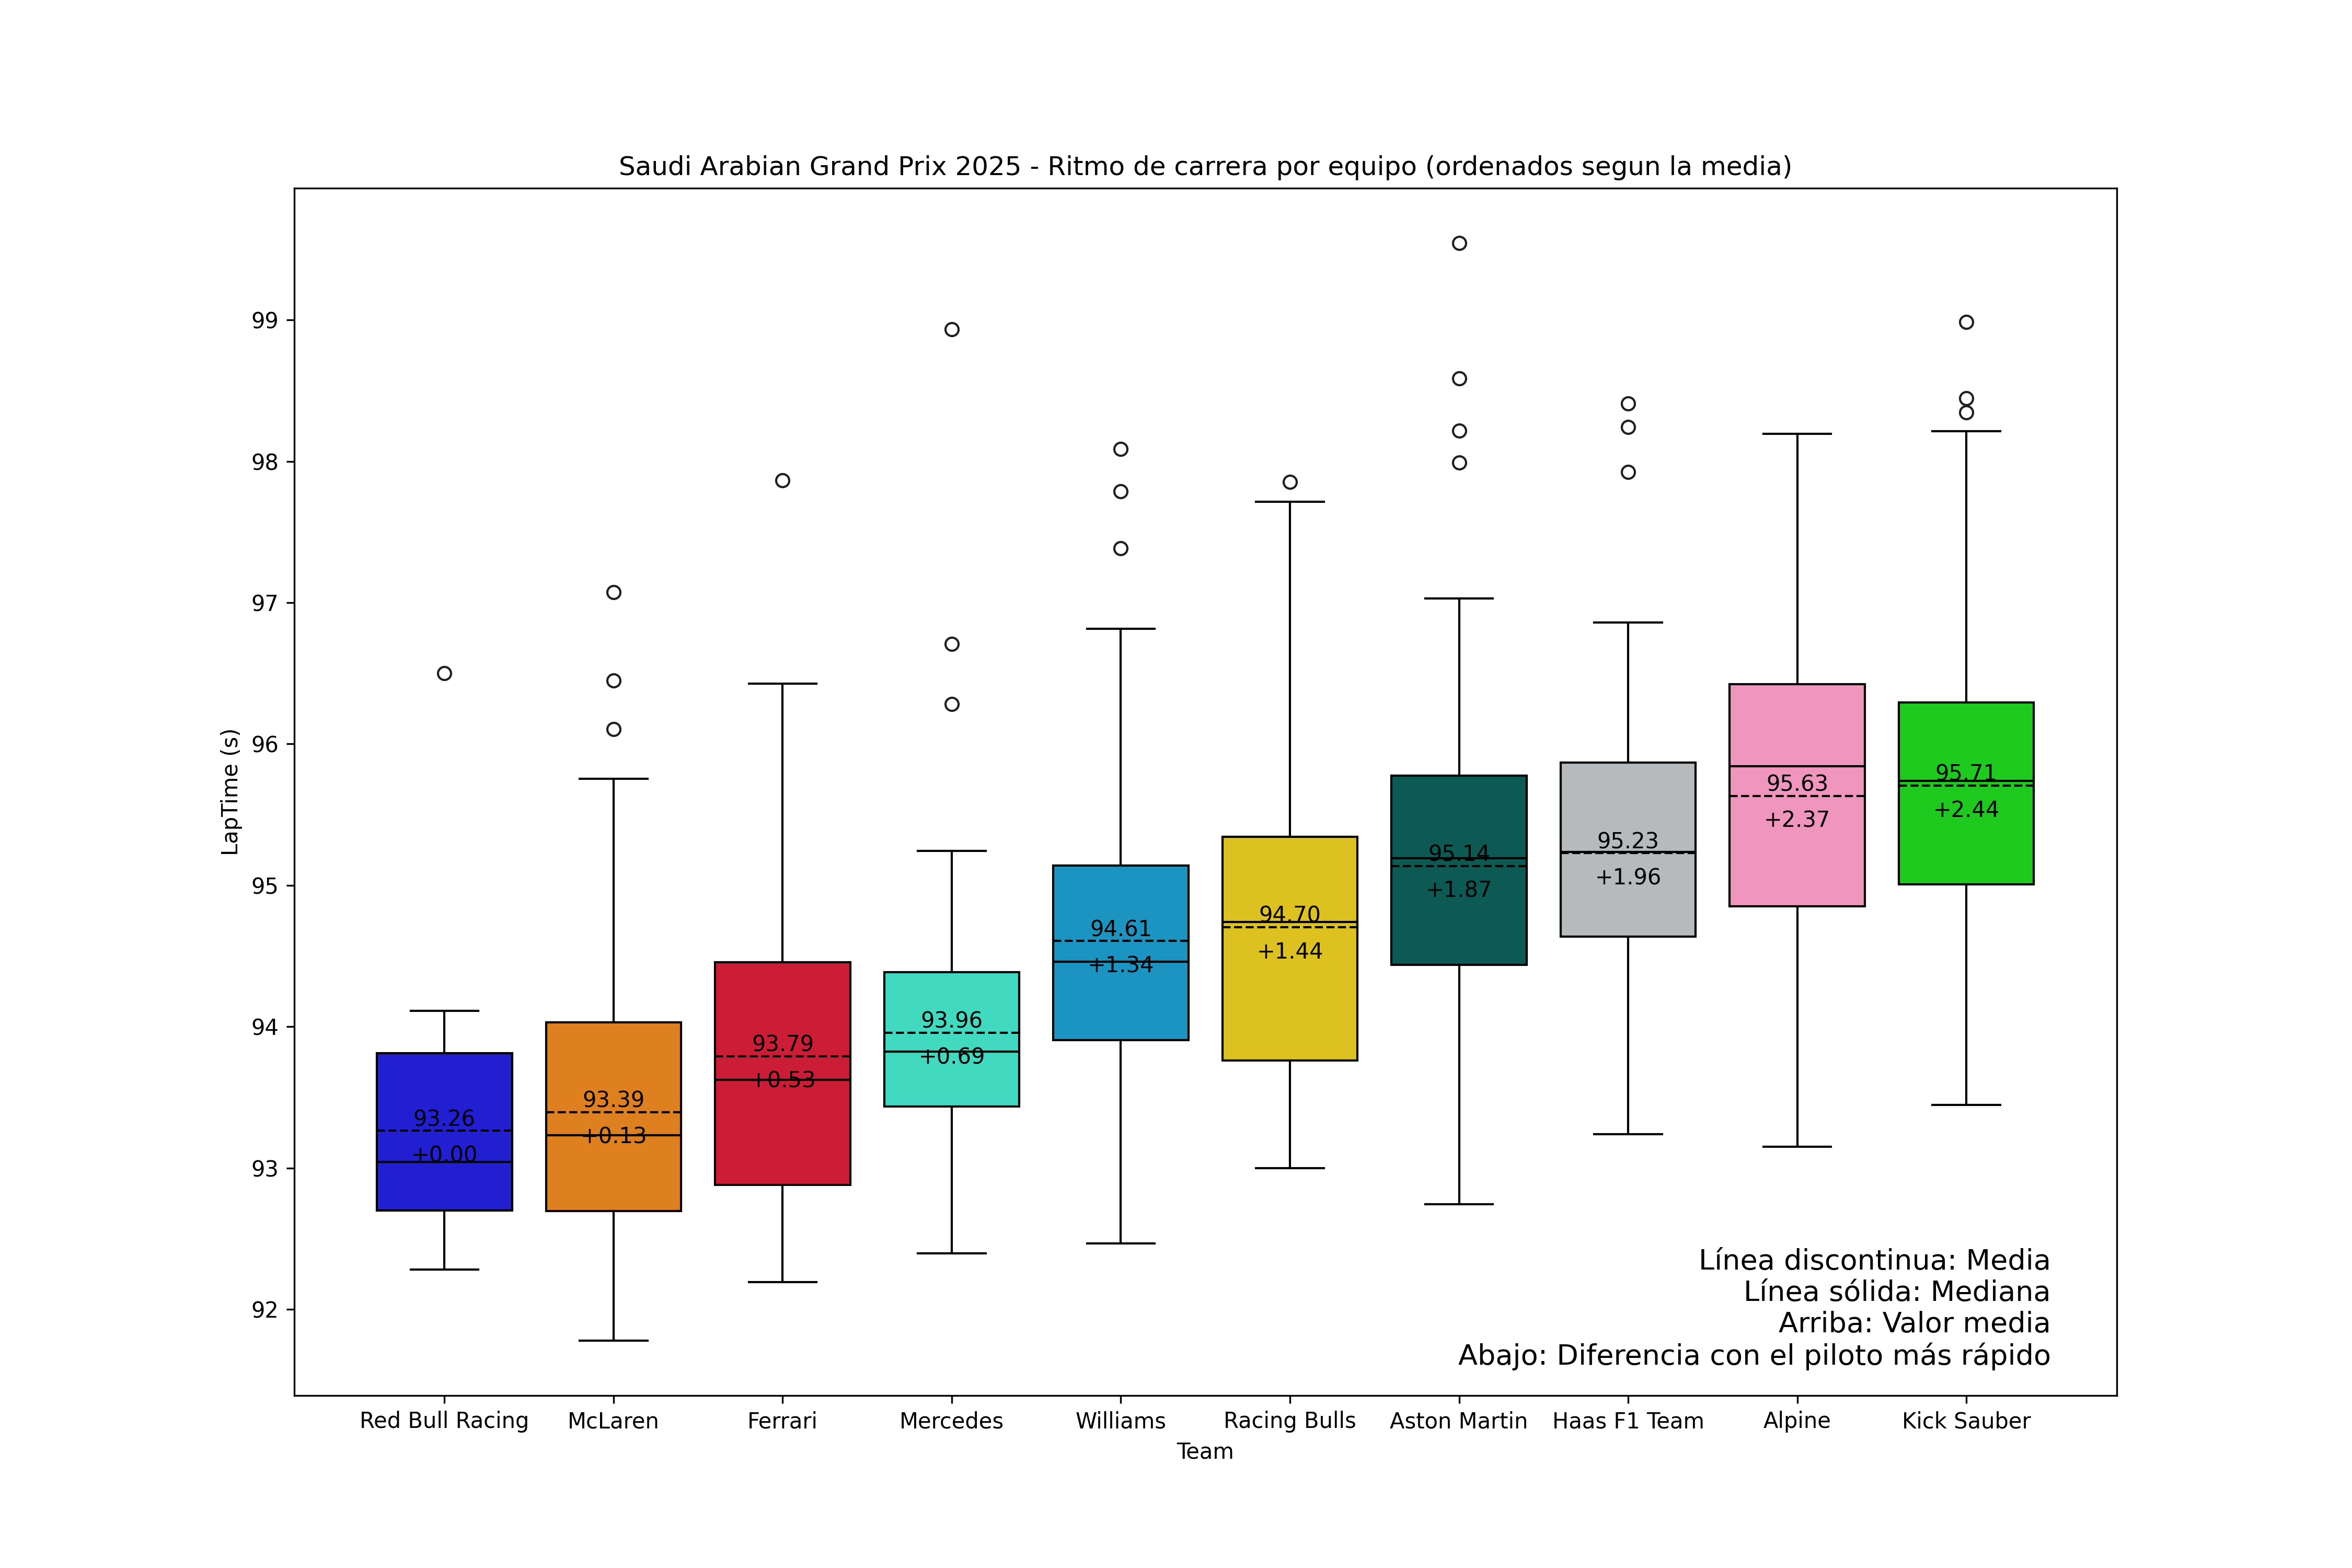 Saudi Arabian Grand Prix 2025 - Ritmo de carrera por equipo (ordenados segun la media)
LapTime (s)
99
98
97
96
95
94
93
92
93.26
+0.00
93.39
+0.13
93.79
+0.53
93.96
+0.69
94.61
+1.34
94.70
+1.44
95.14
+1.87
95.23
+1.96
95.63
+2.37
95.71
+2.44
Línea discontinua: Media
Línea sólida: Mediana
Arriba: Valor media
Abajo: Diferencia con el piloto más rápido
Red Bull Racing
McLaren
Ferrari
Mercedes
Williams
Racing Bulls
Aston Martin
Haas F1 Team
Alpine
Kick Sauber
Team